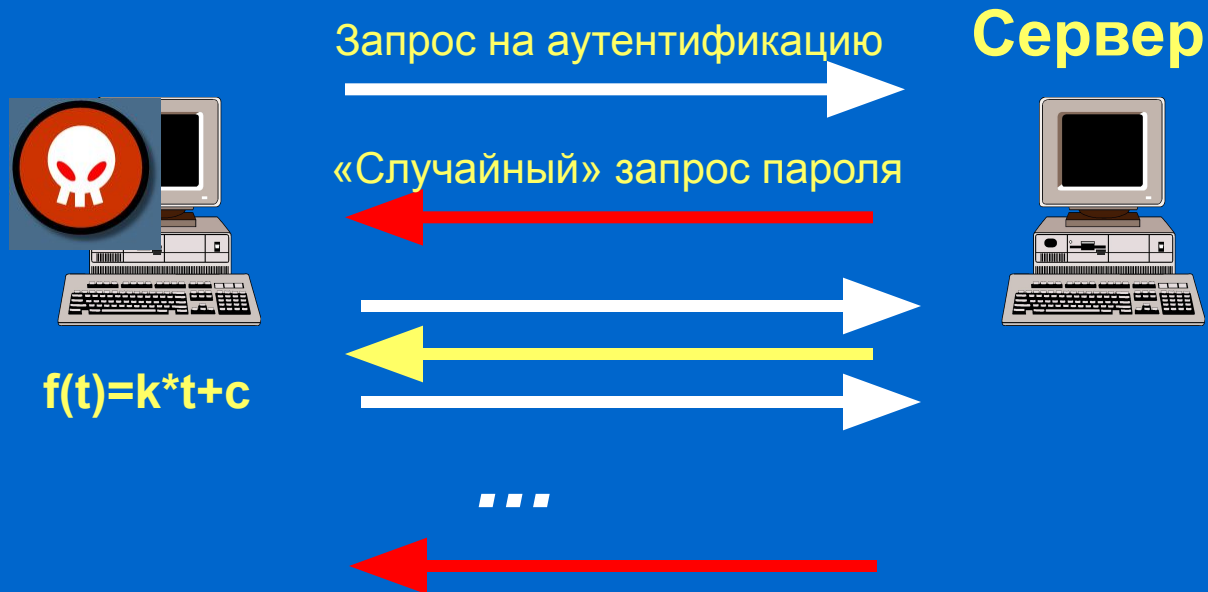 Запрос на аутентификацию
Сервер
«Случайный» запрос пароля
f(t)=k*t+c
...